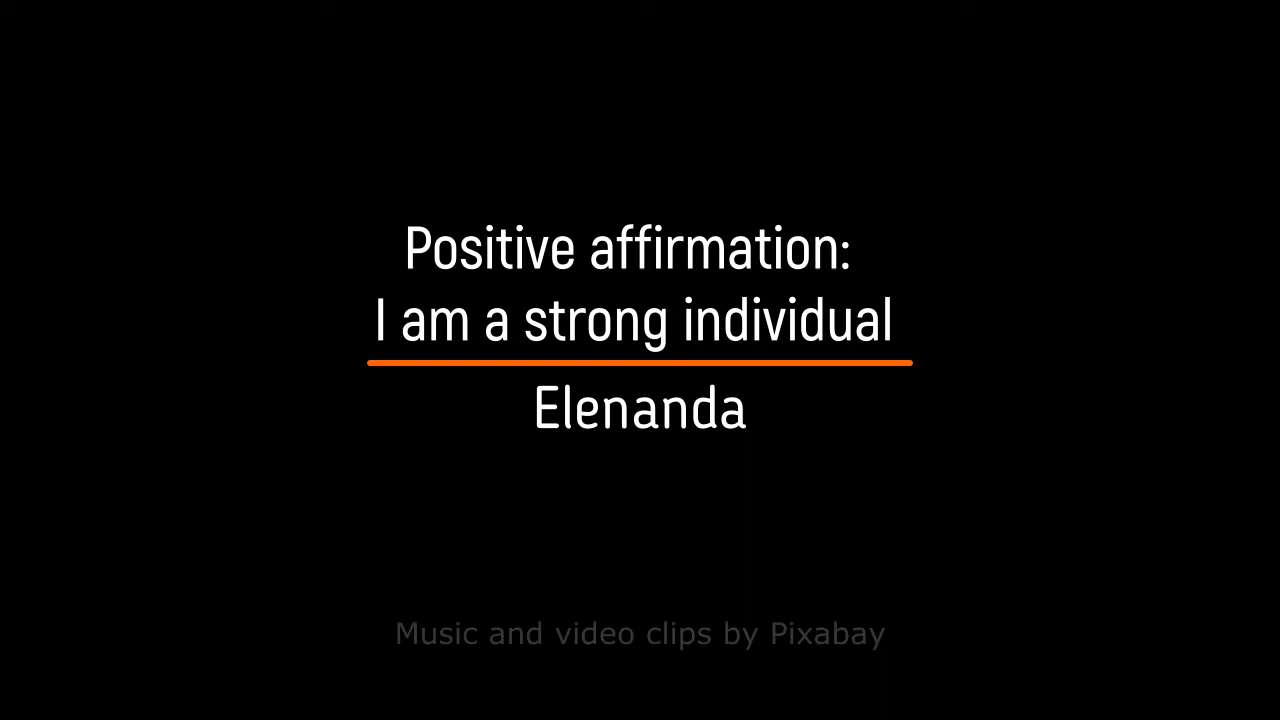 Positive affirmation:
I am a strong individual
Elenanda
Music and video clips by Pixabay